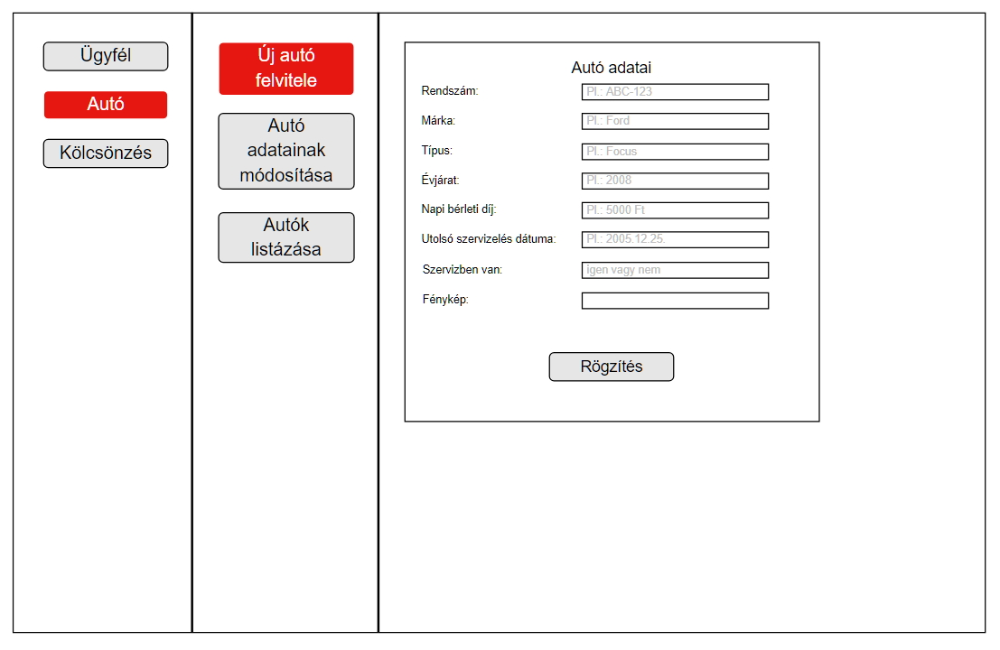 Ügyfél
Autó
Kölcsönzés
Új autó
felvitele
Autó
adatainak
módosítása
Autók
listázása
Autó adatai
Rendszám: Pl.: ABC-123
Márka: Pl.: Ford
Típus: Pl.: Focus
Évjárat: Pl.: 2008
Napi bérleti díj: Pl.: 5000 Ft
Utolsó szervizelés dátuma: Pl.: 2005.12.25.
Szervizben van: igen vagy nem
Fénykép:
Rögzítés